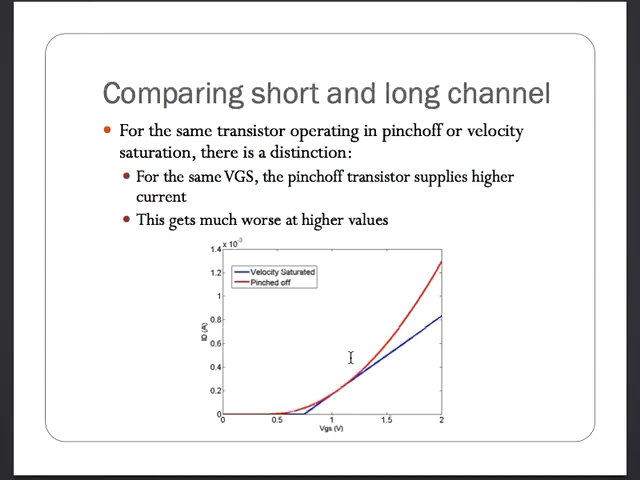 Comparing short and long channel
For the same transistor operating in pinchoff or velocity
saturation, there is a distinction:
For the same VGS, the pinchoff transistor supplies higher
current
This gets much worse at higher values
1.4 x 10⁻³
Velocity Saturated
Pinched off
1.2
1
0.8
0.6
0.4
0.2
0
ID (A)
0 0.5 1 1.5 2
Vgs (V)